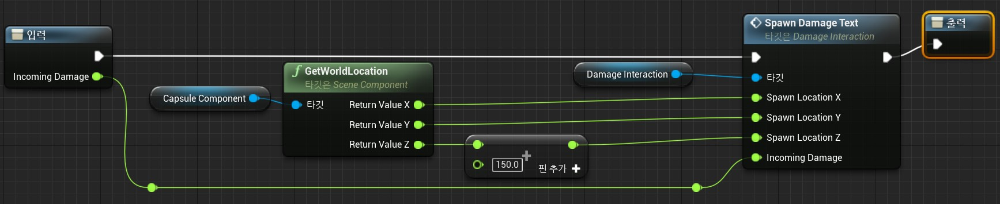 입력
Incoming Damage
Capsule Component
GetWorldLocation
타깃은 Scene Component
타깃
Return Value X
Return Value Y
Return Value Z
150.0
핀 추가
Damage Interaction
Spawn Damage Text
타깃은 Damage Interaction
타깃
Spawn Location X
Spawn Location Y
Spawn Location Z
Incoming Damage
출력